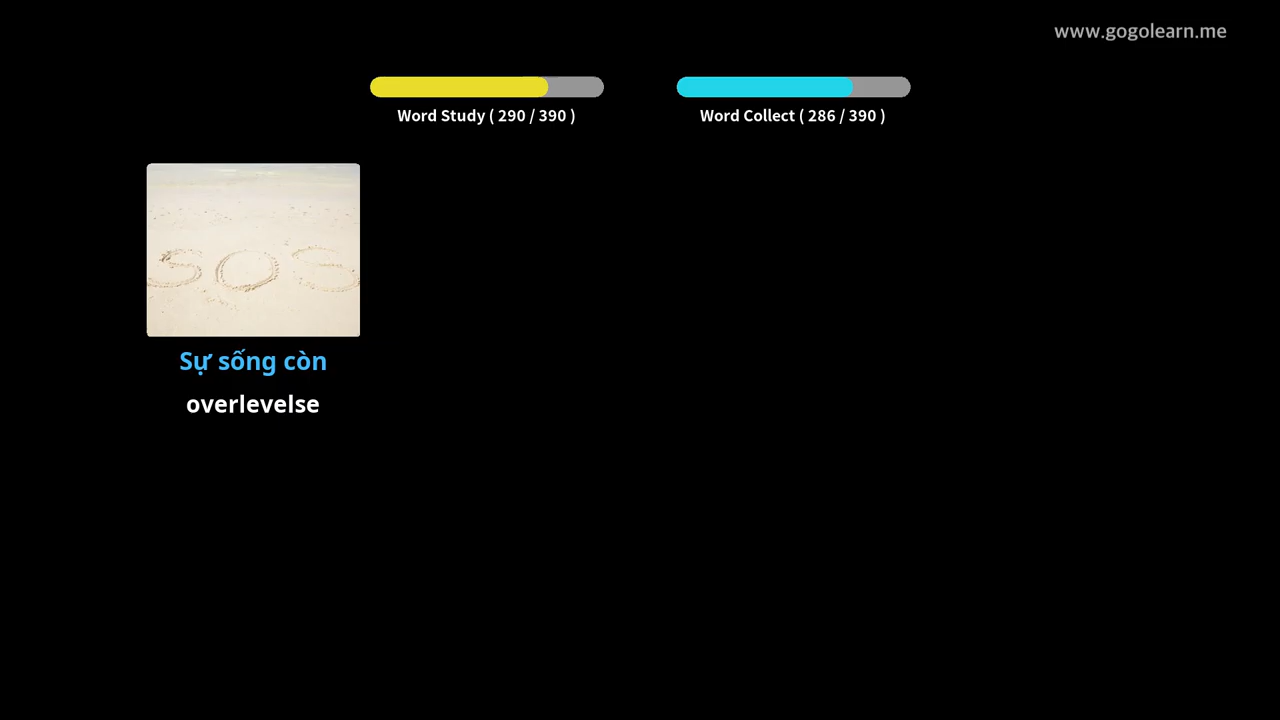 www.gogolearn.me
Word Study ( 290 / 390 )
Word Collect ( 286 / 390 )
SOS
Sự sống còn
overlevelse